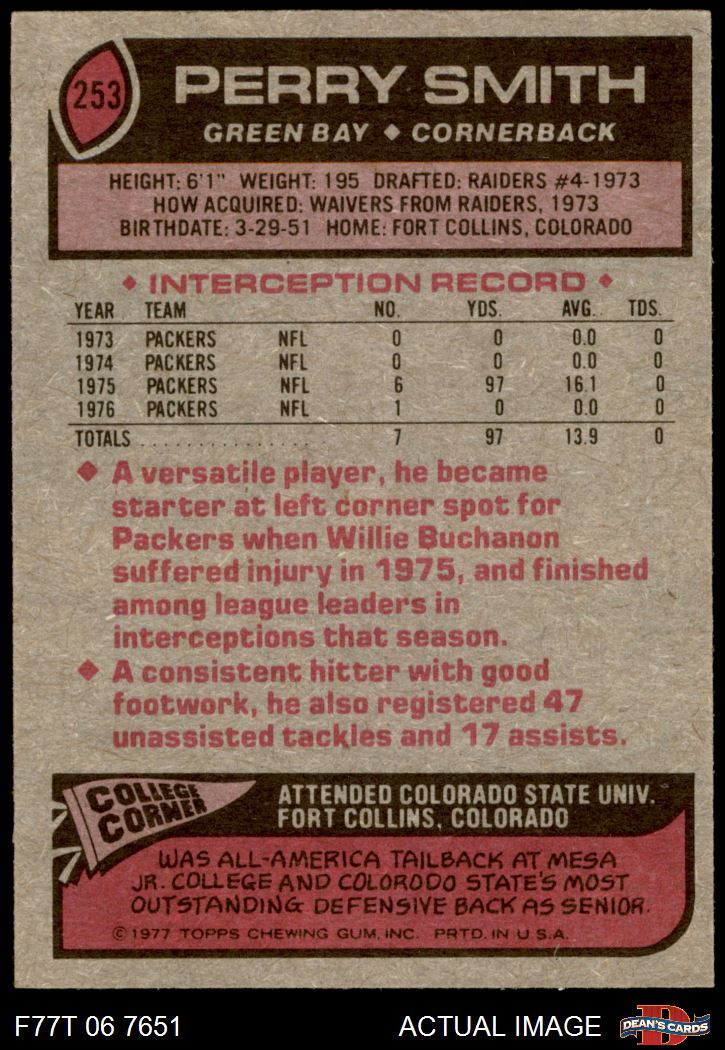 253
PERRY SMITH
GREEN BAY ◆ CORNERBACK
HEIGHT: 6'1" WEIGHT: 195 DRAFTED: RAIDERS #4-1973
HOW ACQUIRED: WAIVERS FROM RAIDERS, 1973
BIRTHDATE: 3-29-51 HOME: FORT COLLINS, COLORADO
◆ INTERCEPTION RECORD ◆
YEAR TEAM NO. YDS. AVG. TDS.
1973 PACKERS NFL 0 0 0.0 0
1974 PACKERS NFL 0 0 0.0 0
1975 PACKERS NFL 6 97 16.1 0
1976 PACKERS NFL 1 0 0.0 0
TOTALS . . . . . . . . . . . . . . . . 7 97 13.9 0
◆ A versatile player, he became
starter at left corner spot for
Packers when Willie Buchanon
suffered injury in 1975, and finished
among league leaders in
interceptions that season.
◆ A consistent hitter with good
footwork, he also registered 47
unassisted tackles and 17 assists.
COLLEGE
CORNER
ATTENDED COLORADO STATE UNIV.
FORT COLLINS, COLORADO
WAS ALL-AMERICA TAILBACK AT MESA
JR. COLLEGE AND COLORODO STATE'S MOST
OUTSTANDING DEFENSIVE BACK AS SENIOR.
© 1977 TOPPS CHEWING GUM, INC. PRTD. IN U.S.A.
F77T 06 7651 ACTUAL IMAGE
D
DEAN'S CARDS